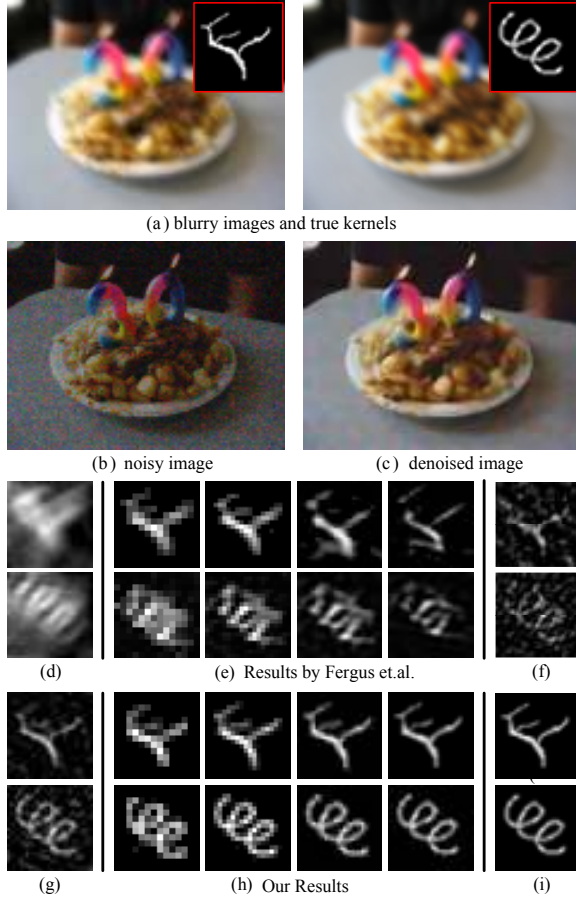 (a) blurry images and true kernels
(b) noisy image
(c) denoised image
(d)
(e) Results by Fergus et.al.
(f)
(g)
(h) Our Results
(i)